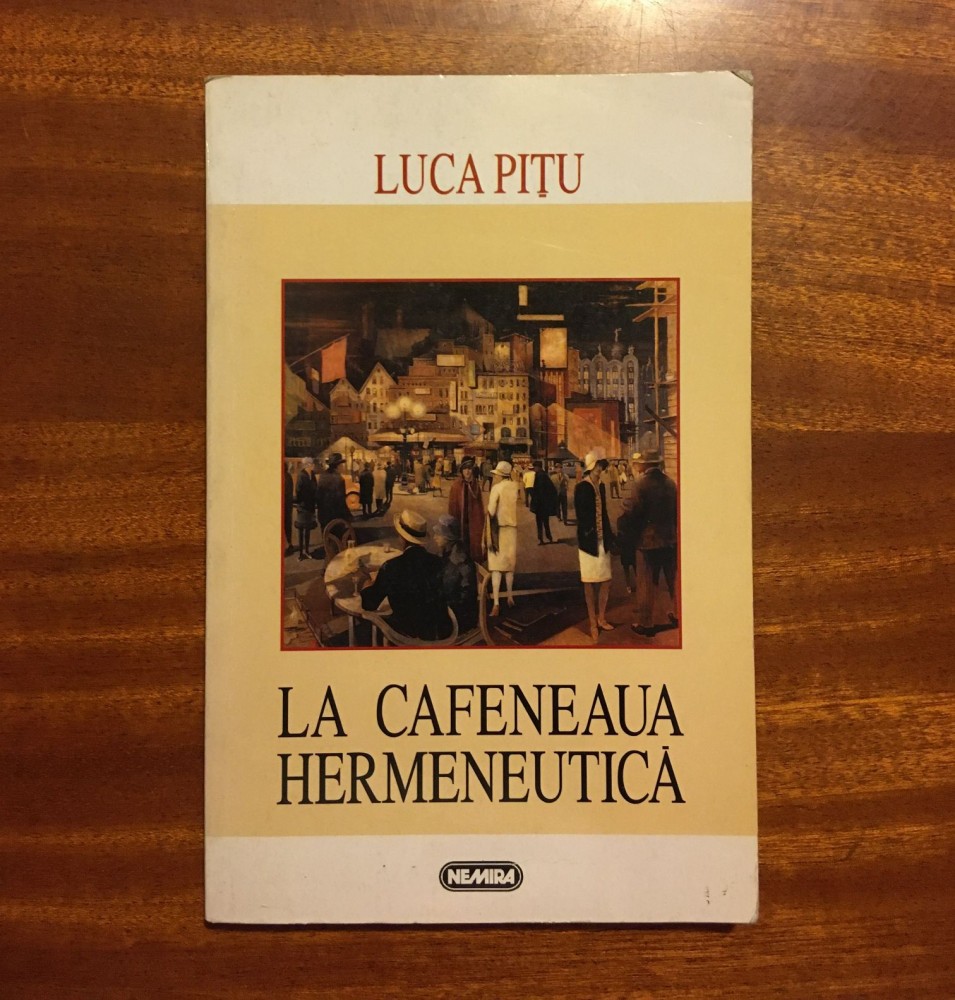 LUCA PIȚU
LA CAFENEAUA
HERMENEUTICĂ
NEMIRA